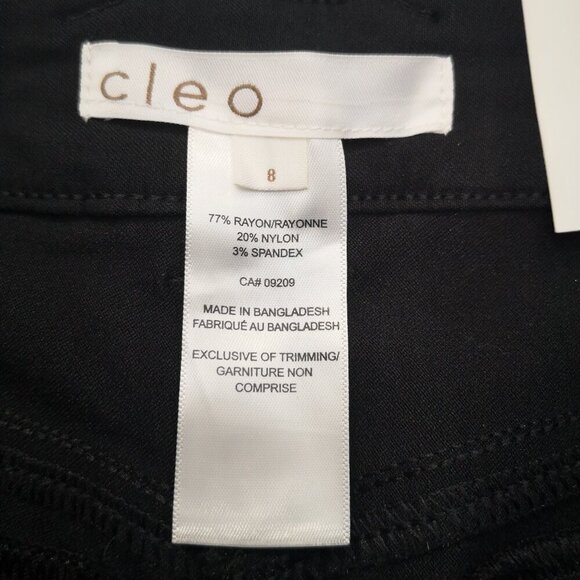 cleo
8
77% RAYON/RAYONNE
20% NYLON
3% SPANDEX
CA# 09209
MADE IN BANGLADESH
FABRIQUÉ AU BANGLADESH
EXCLUSIVE OF TRIMMING/
GARNITURE NON
COMPRISE